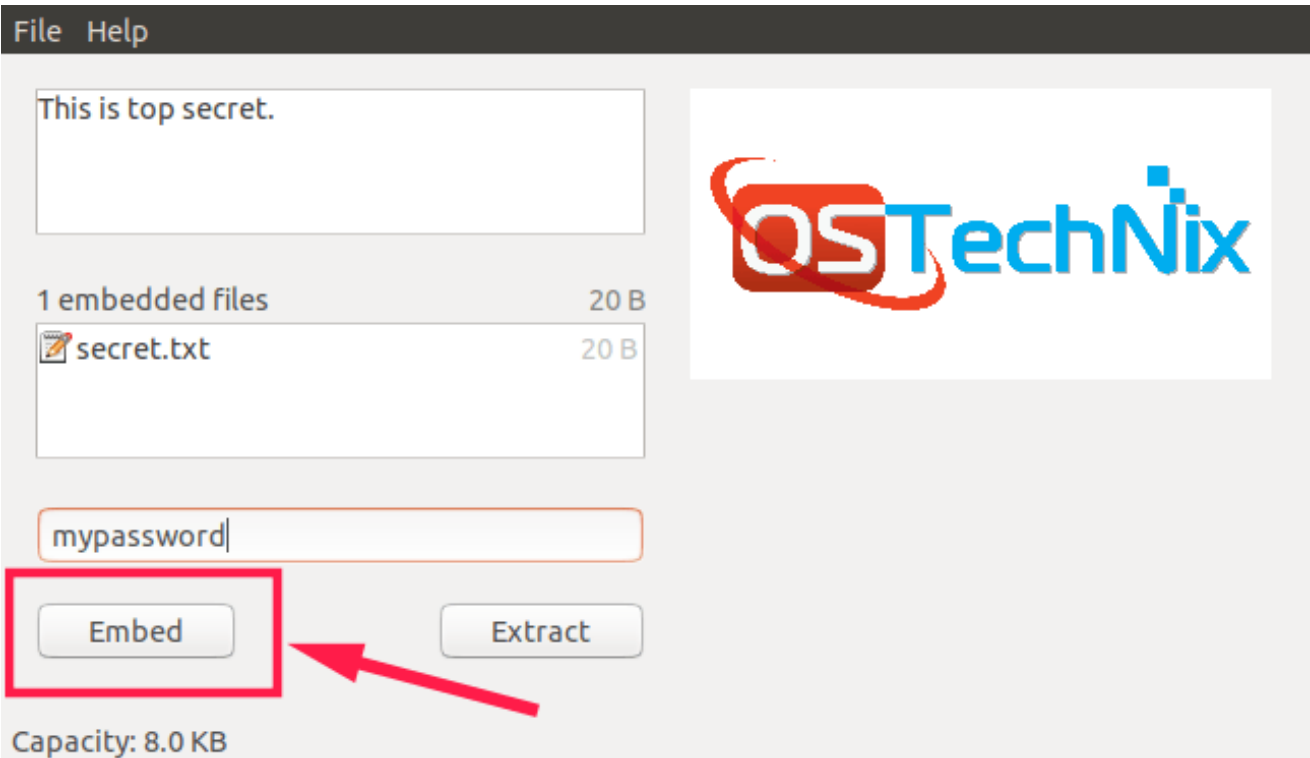 File Help
This is top secret.
1 embedded files 20 B
secret.txt 20 B
mypassword
Embed Extract
Capacity: 8.0 KB
OSTechNix